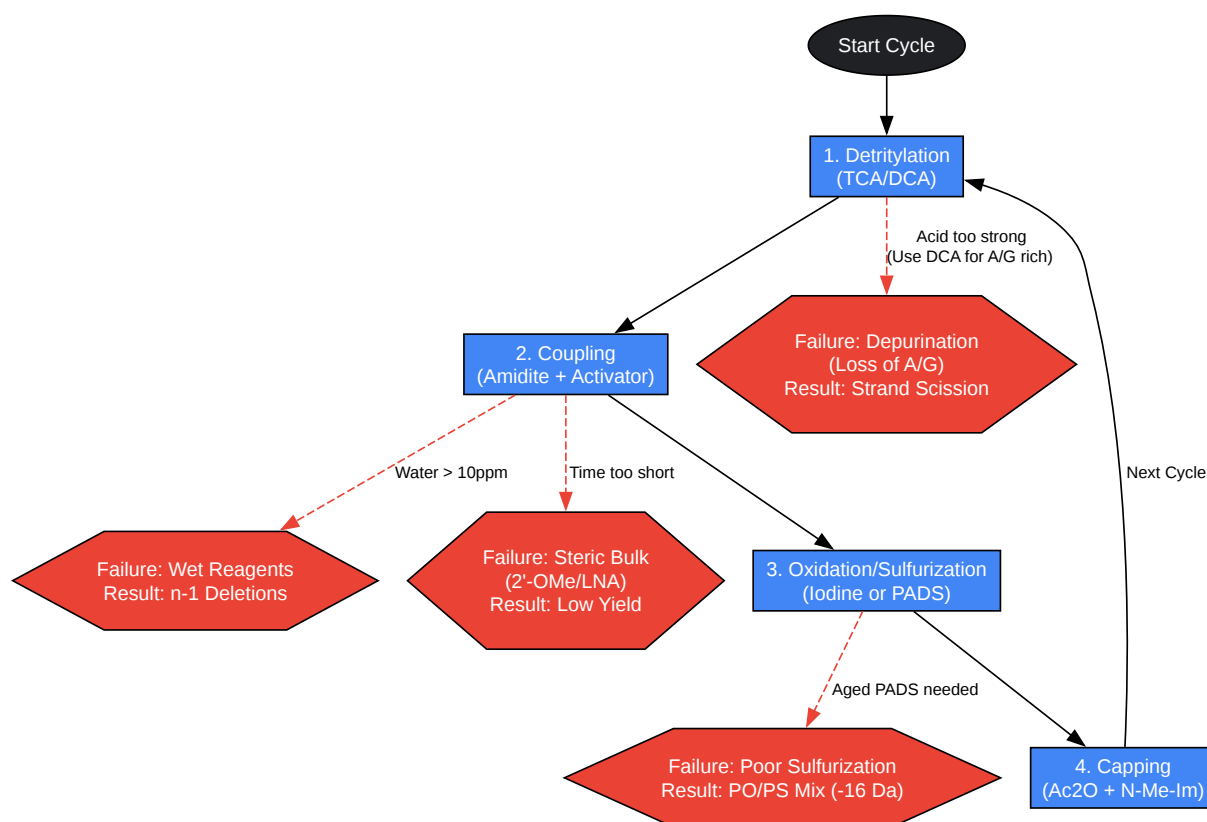 Start Cycle
1. Detritylation
(TCA/DCA)
Acid too strong
(Use DCA for A/G rich)
Failure: Depurination
(Loss of A/G)
Result: Strand Scission
2. Coupling
(Amidite + Activator)
Water > 10ppm
Time too short
Next Cycle
Failure: Wet Reagents
Result: n-1 Deletions
Failure: Steric Bulk
(2'-OMe/LNA)
Result: Low Yield
3. Oxidation/Sulfurization
(Iodine or PADS)
Aged PADS needed
Failure: Poor Sulfurization
Result: PO/PS Mix (-16 Da)
4. Capping
(Ac2O + N-Me-Im)